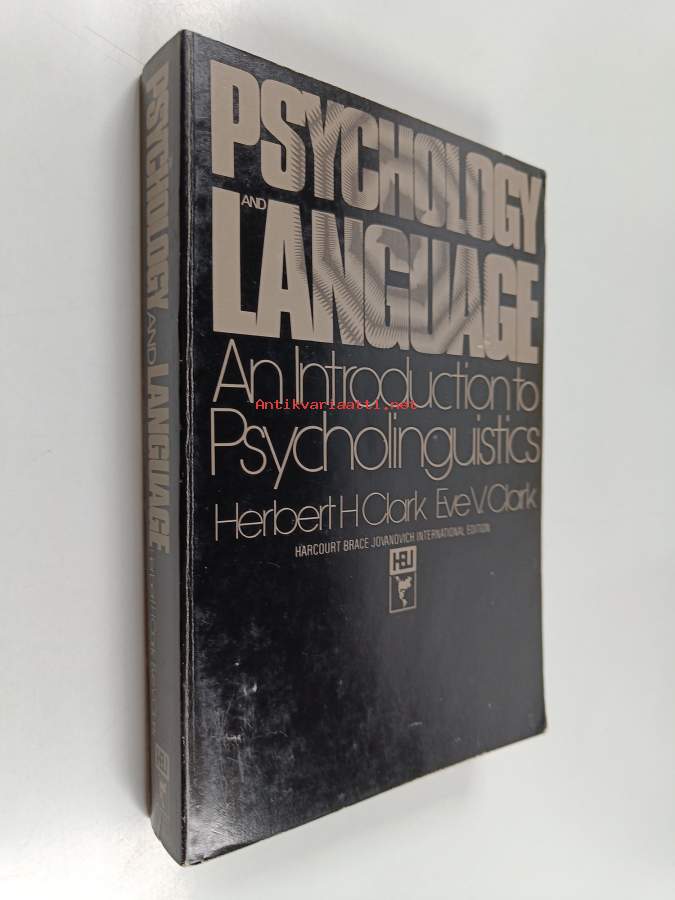 PSYCHOLOGY
AND
LANGUAGE
An Introduction to
Antikvariaatti.net
Psycholinguistics
Herbert H Clark Eve V. Clark
HARCOURT BRACE JOVANOVICH INTERNATIONAL EDITION
HBJ
PSYCHOLOGY AND LANGUAGE
HBJ